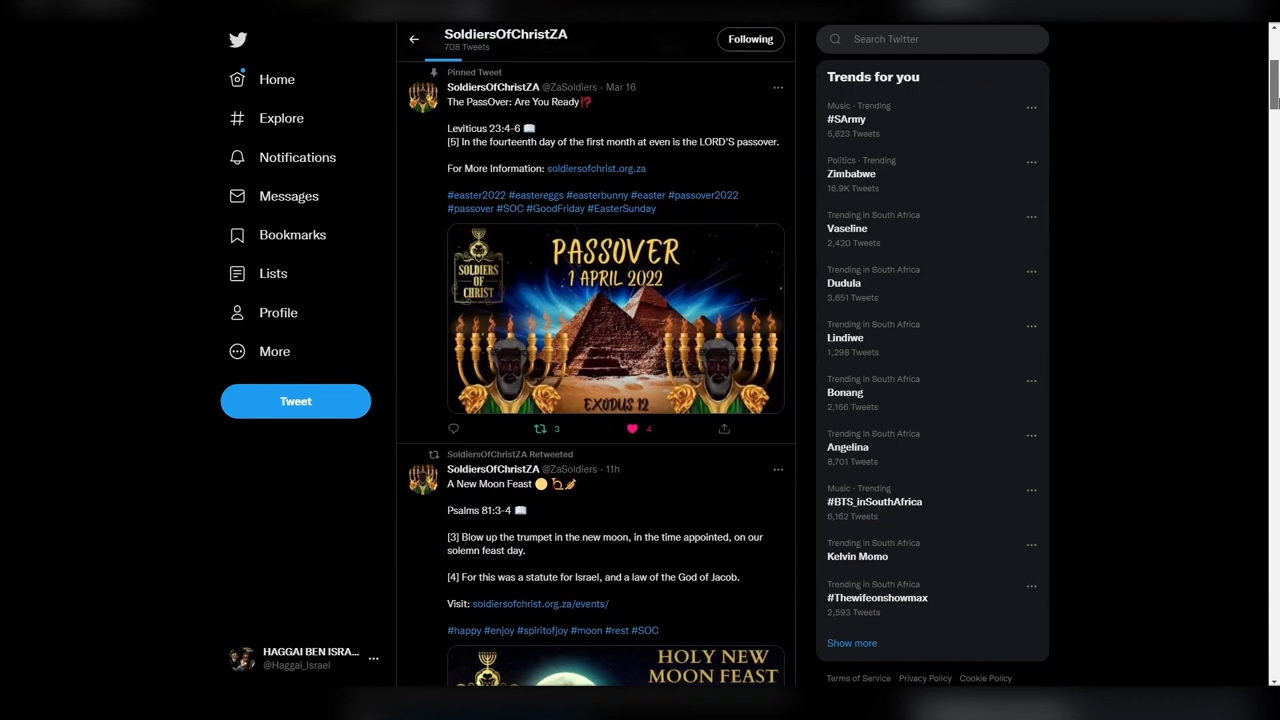 Home
Explore
Notifications
Messages
Bookmarks
Lists
Profile
More
Tweet
HAGGAI BEN ISRA...
@Haggai_Israel
SoldiersOfChristZA
708 Tweets
Following
Pinned Tweet
SoldiersOfChristZA @ZaSoldiers · Mar 16
The PassOver: Are You Ready⁉️
Leviticus 23:4-6 📖
[5] In the fourteenth day of the first month at even is the LORD'S passover.
For More Information: soldiersofchrist.org.za
#easter2022 #eastereggs #easterbunny #easter #passover2022
#passover #SOC #GoodFriday #EasterSunday
SOLDIERS
OF
CHRIST
PASSOVER
1 APRIL 2022
EXODUS 12
3
4
SoldiersOfChristZA Retweeted
SoldiersOfChristZA @ZaSoldiers · 11h
A New Moon Feast
Psalms 81:3-4 📖
[3] Blow up the trumpet in the new moon, in the time appointed, on our
solemn feast day.
[4] For this was a statute for Israel, and a law of the God of Jacob.
Visit: soldiersofchrist.org.za/events/
#happy #enjoy #spiritofjoy #moon #rest #SOC
HOLY NEW
MOON FEAST
Search Twitter
Trends for you
Music · Trending
#SArmy
5,623 Tweets
Politics · Trending
Zimbabwe
16.9K Tweets
Trending in South Africa
Vaseline
2,420 Tweets
Trending in South Africa
Dudula
3,651 Tweets
Trending in South Africa
Lindiwe
1,298 Tweets
Trending in South Africa
Bonang
2,166 Tweets
Trending in South Africa
Angelina
8,701 Tweets
Music · Trending
#BTS_inSouthAfrica
6,162 Tweets
Trending in South Africa
Kelvin Momo
Trending in South Africa
#Thewifeonshowmax
2,593 Tweets
Show more
Terms of Service Privacy Policy Cookie Policy